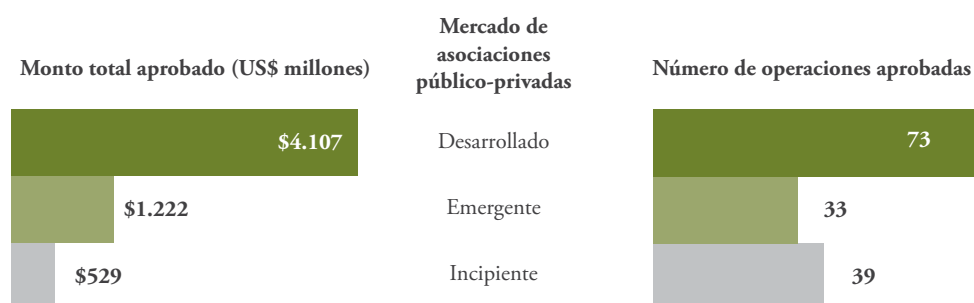 Monto total aprobado (US$ millones)
Mercado de
asociaciones
público-privadas
Número de operaciones aprobadas
$4.107
Desarrollado
73
$1.222
Emergente
33
$529
Incipiente
39